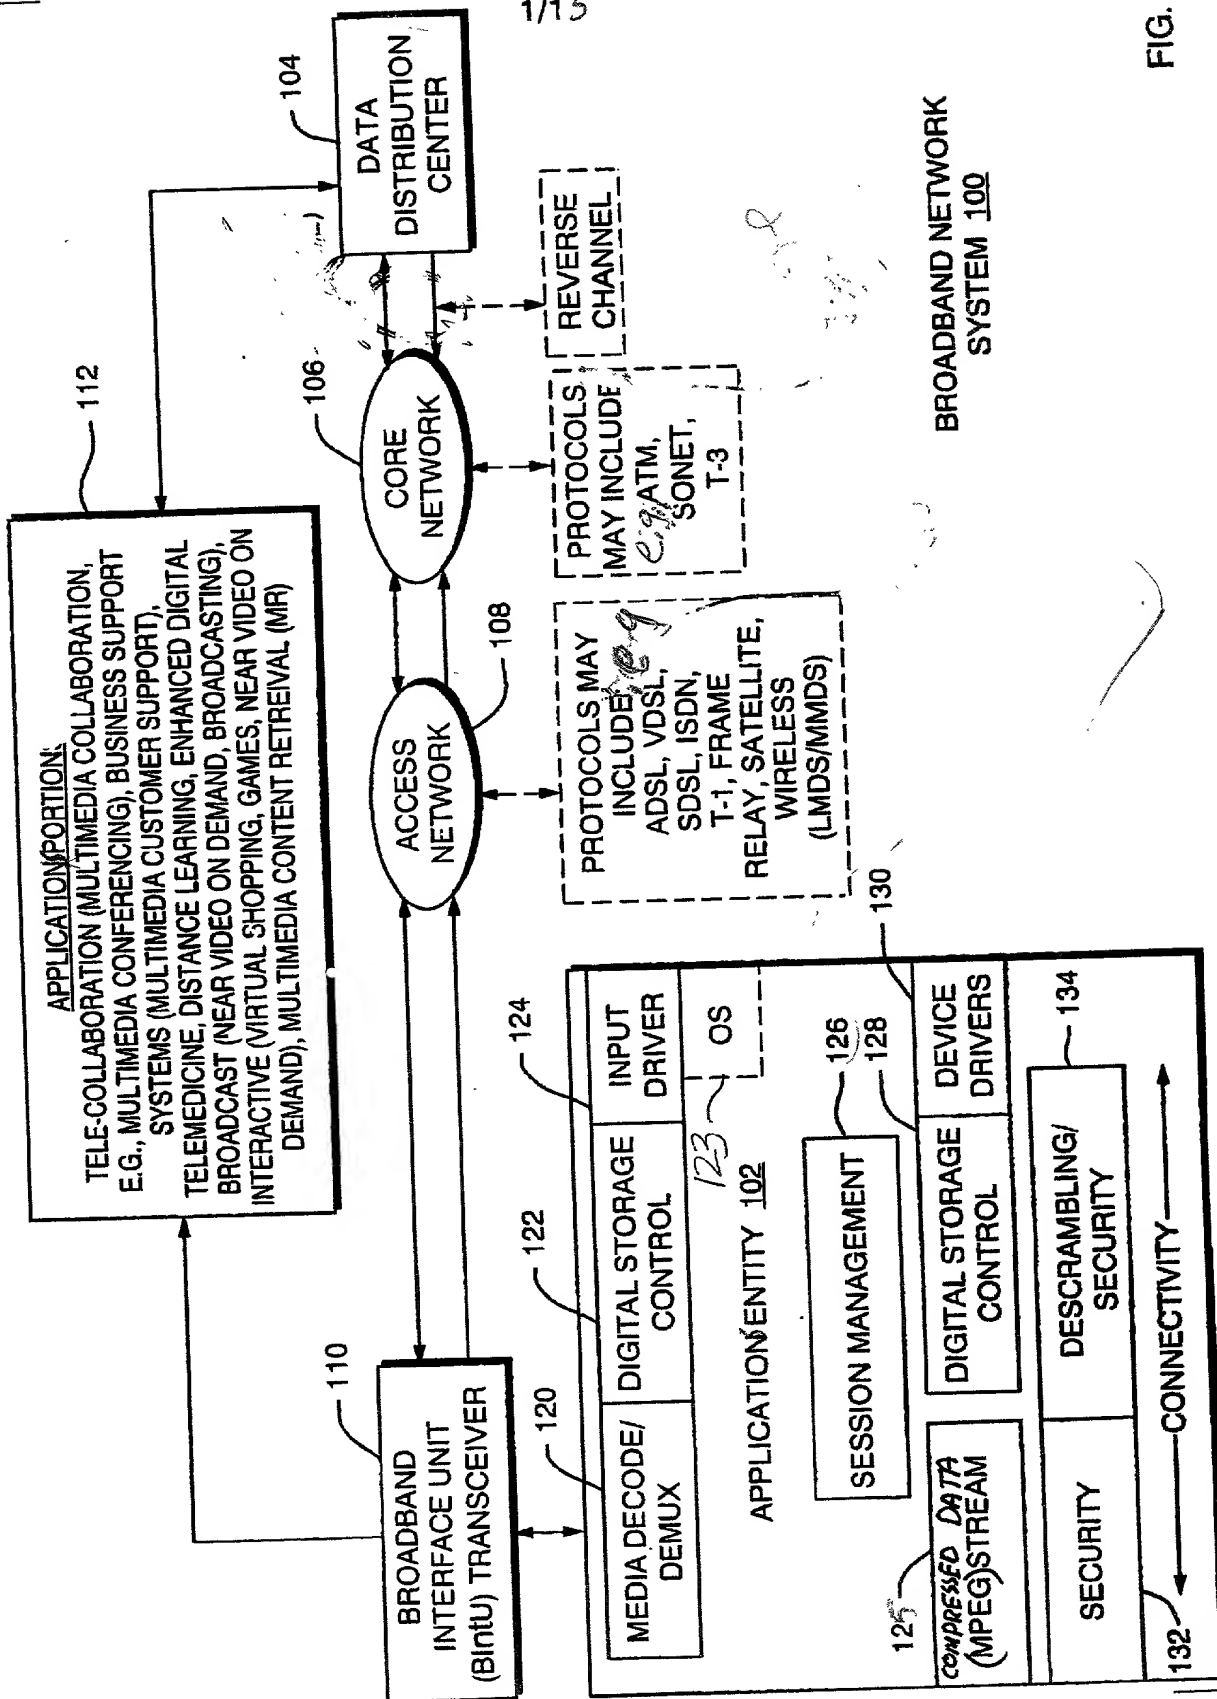 1/13
APPLICATION PORTION:
TELE-COLLABORATION (MULTIMEDIA COLLABORATION,
E.G., MULTIMEDIA CONFERENCING), BUSINESS SUPPORT
SYSTEMS (MULTIMEDIA CUSTOMER SUPPORT),
TELEMEDICINE, DISTANCE LEARNING, ENHANCED DIGITAL
BROADCAST (NEAR VIDEO ON DEMAND, BROADCASTING),
INTERACTIVE (VIRTUAL SHOPPING, GAMES, NEAR VIDEO ON
DEMAND), MULTIMEDIA CONTENT RETREIVAL (MR)
112
104
DATA
DISTRIBUTION
CENTER
106
CORE
NETWORK
108
ACCESS
NETWORK
110
BROADBAND
INTERFACE UNIT
(BIntU) TRANSCEIVER
REVERSE
CHANNEL
PROTOCOLS
MAY INCLUDE
e.g. ATM,
SONET,
T-3
PROTOCOLS MAY
INCLUDE, e.g
ADSL, VDSL,
SDSL, ISDN,
T-1, FRAME
RELAY, SATELLITE,
WIRELESS
(LMDS/MMDS)
120
122
124
MEDIA DECODE/
DEMUX
DIGITAL STORAGE
CONTROL
INPUT
DRIVER
123
OS
APPLICATION ENTITY 102
SESSION MANAGEMENT
126
128
130
125
COMPRESSED DATA
(MPEG) STREAM
DIGITAL STORAGE
CONTROL
DEVICE
DRIVERS
SECURITY
DESCRAMBLING/
SECURITY
134
132
CONNECTIVITY
BROADBAND NETWORK
SYSTEM 100
FIG.